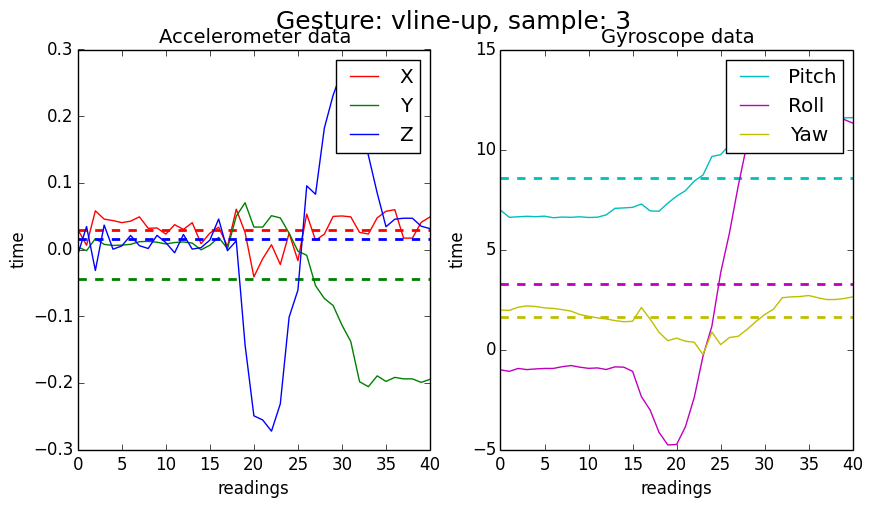 Gesture: vline-up, sample: 3
Accelerometer data
0.3
0.2
0.1
0.0
−0.1
−0.2
−0.3
time
X
Y
Z
0 5 10 15 20 25 30 35 40
readings
Gyroscope data
15
10
5
0
−5
time
Pitch
Roll
Yaw
0 5 10 15 20 25 30 35 40
readings